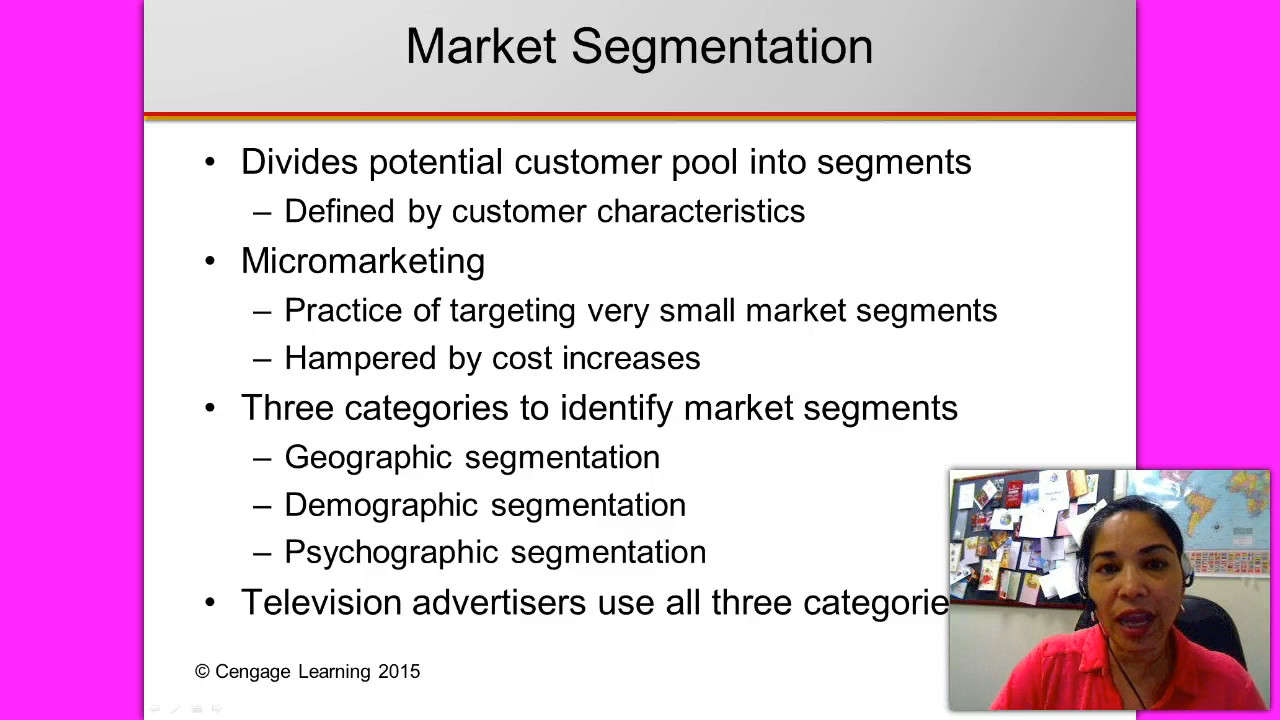 Market Segmentation
• Divides potential customer pool into segments
– Defined by customer characteristics
• Micromarketing
– Practice of targeting very small market segments
– Hampered by cost increases
• Three categories to identify market segments
– Geographic segmentation
– Demographic segmentation
– Psychographic segmentation
• Television advertisers use all three categorie
© Cengage Learning 2015